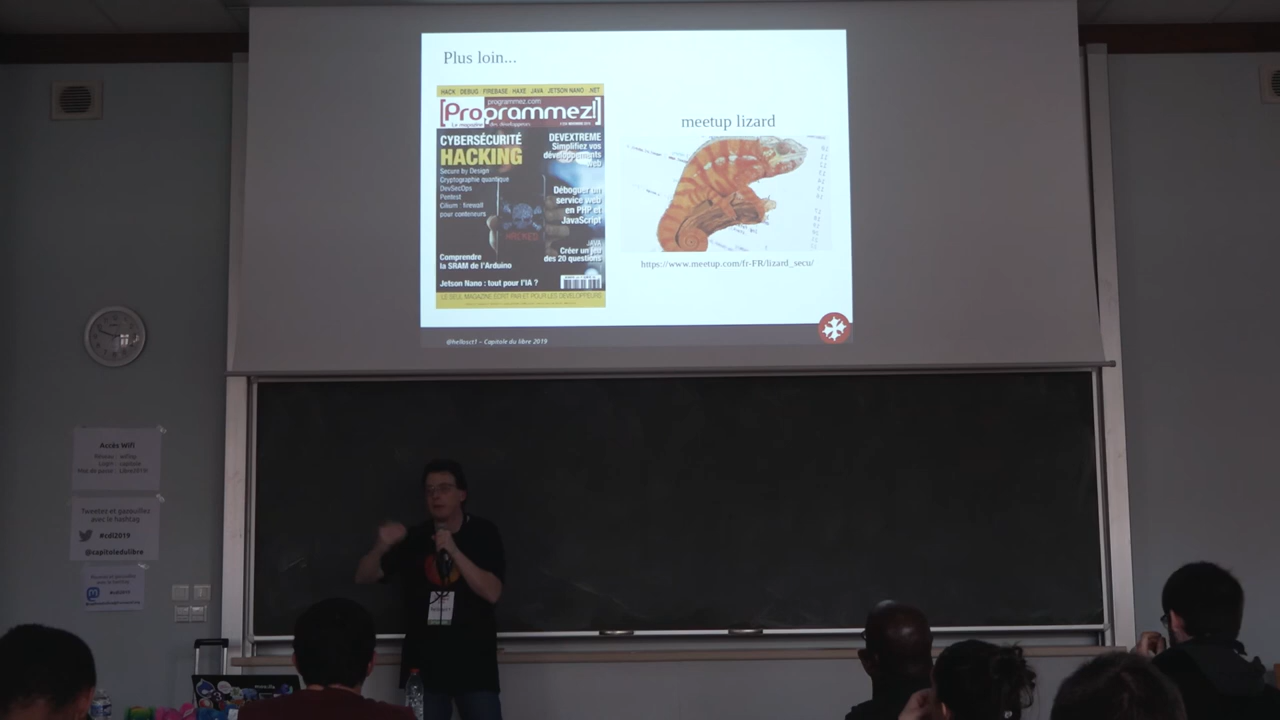 Plus loin...
HACK DEBUG FIREBASE HAXE JAVA JETSON NANO .NET
programmez.com
[Programmez!]
Le magazine des développeurs
CYBERSÉCURITÉ
HACKING
Secure by Design
Cryptographie quantique
DevSecOps
Pentest
Cilium : firewall
pour conteneurs
DEVEXTREME
Simplifiez vos
développements
web
Déboguer un
service web
en PHP et
JavaScript
HACKED
JAVA
Créer un jeu
des 20 questions
Comprendre
la SRAM de l'Arduino
Jetson Nano : tout pour l'IA ?
LE SEUL MAGAZINE ÉCRIT PAR ET POUR LES DÉVELOPPEURS
meetup lizard
https://www.meetup.com/fr-FR/lizard_secu/
@hellosct1 – Capitole du libre 2019
Accès Wifi
Tweetez et gazouillez
avec le hashtag
#cdl2019
@capitoledulibre
#cdl2019